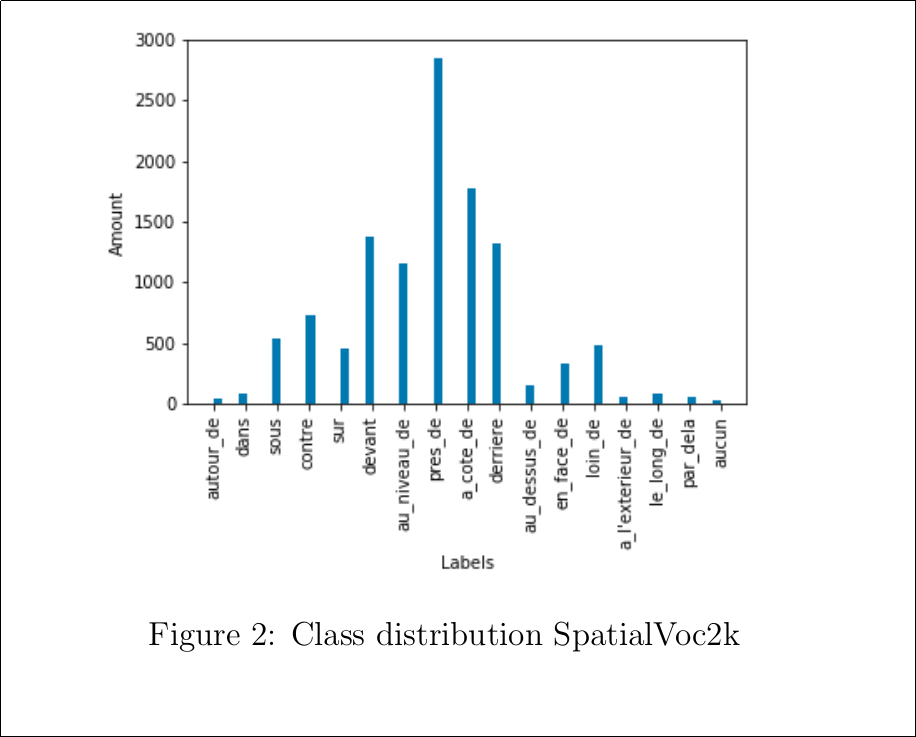 3000
2500
2000
1500
1000
500
0
Amount
autour_de
dans
sous
contre
sur
devant
au_niveau_de
pres_de
a_cote_de
derriere
au_dessus_de
en_face_de
loin_de
a_l'exterieur_de
le_long_de
par_dela
aucun
Labels
Figure 2: Class distribution SpatialVoc2k